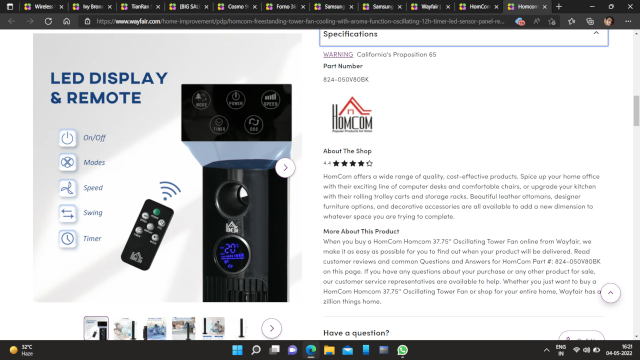 Wireless
Ivy Bron
TianFan
(BIG SAL
Cosmo 9
Forno 3
Samsung
Samsung
Wayfair
HomCom
Homcom
https://www.wayfair.com/home-improvement/pdp/homcom-freestanding-tower-fan-cooling-with-aroma-function-oscillating-12h-timer-led-sensor-panel-re...
Specifications
WARNING California's Proposition 65
Part Number
824-050V80BK
HOMCOM
About The Shop
4.4
HomCom offers a wide range of quality, cost-effective products. Spice up your home office
with their exciting line of computer desks and comfortable chairs, or upgrade your kitchen
with their rolling trolley carts and storage racks. Beautiful leather ottomans, designer
furniture options, and decorative accessories are all available to add a new dimension to
whatever space you are trying to complete.
More About This Product
When you buy a HomCom Homcom 37.75" Oscillating Tower Fan online from Wayfair, we
make it as easy as possible for you to find out when your product will be delivered. Read
customer reviews and common Questions and Answers for HomCom Part #: 824-050V80BK
on this page. If you have any questions about your purchase or any other product for sale,
our customer service representatives are available to help. Whether you just want to buy a
HomCom Homcom 37.75" Oscillating Tower Fan or shop for your entire home, Wayfair has a
zillion things home.
Have a question?
LED DISPLAY
& REMOTE
On/Off
Modes
Speed
Swing
Timer
MODE
POWER
SPEED
TIMER
32°C
Haze
ENG
IN
16:21
04-05-2022